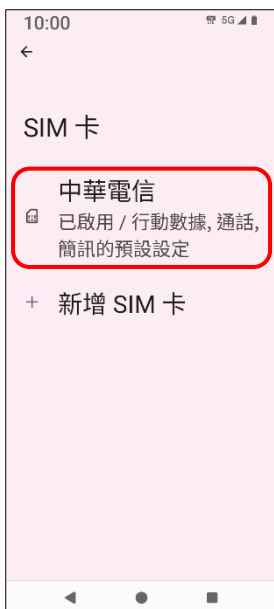 10:00 5G
SIM 卡
中華電信
已啟用 / 行動數據, 通話,
簡訊的預設設定
+ 新增 SIM 卡